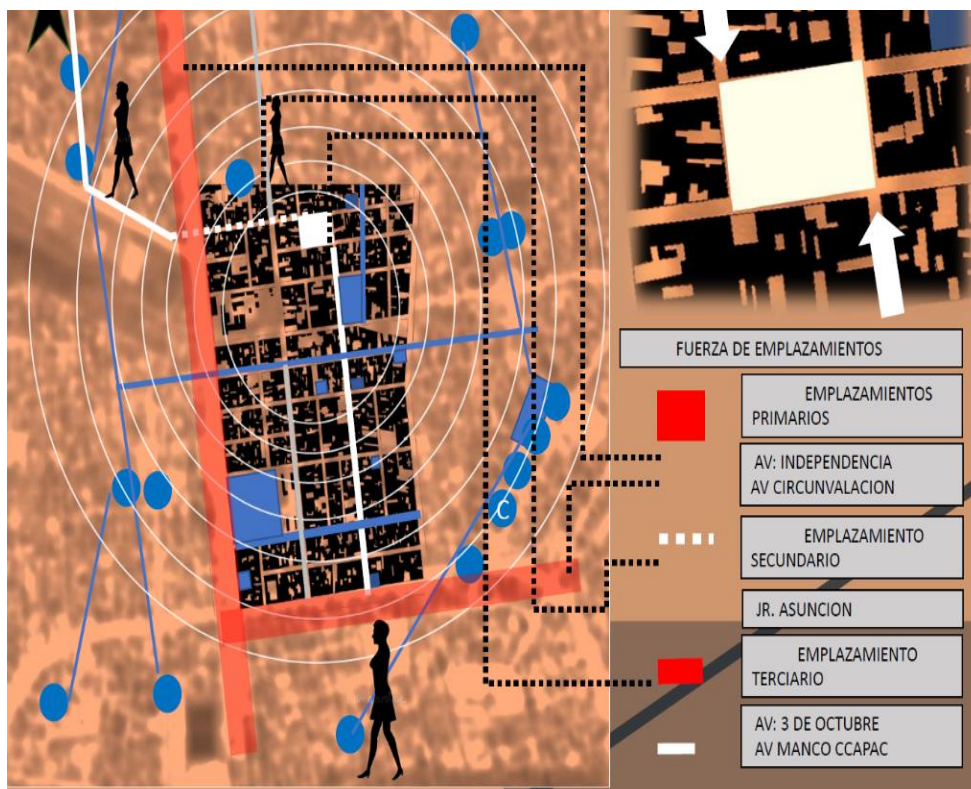 C
FUERZA DE EMPLAZAMIENTOS
EMPLAZAMIENTOS
PRIMARIOS
AV: INDEPENDENCIA
AV CIRCUNVALACION
EMPLAZAMIENTO
SECUNDARIO
JR. ASUNCION
EMPLAZAMIENTO
TERCIARIO
AV: 3 DE OCTUBRE
AV MANCO CCAPAC